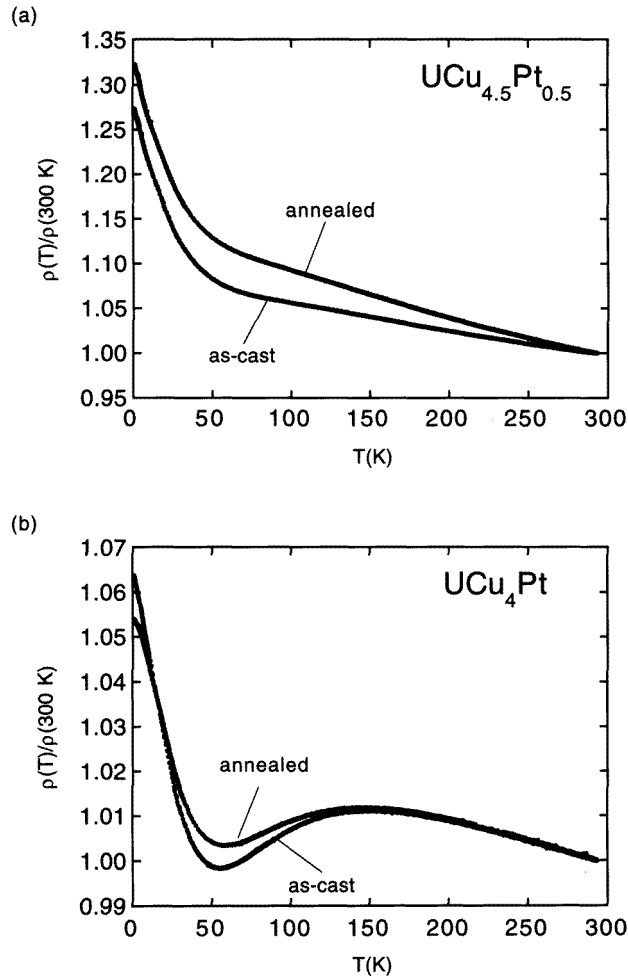 (a)
UCu4.5Pt0.5
1.35
1.30
1.25
1.20
1.15
1.10
1.05
1.00
0.95
ρ(T)/ρ(300 K)
annealed
as-cast
0 50 100 150 200 250 300
T(K)
(b)
UCu4Pt
1.07
1.06
1.05
1.04
1.03
1.02
1.01
1.00
0.99
ρ(T)/ρ(300 K)
annealed
as-cast
0 50 100 150 200 250 300
T(K)